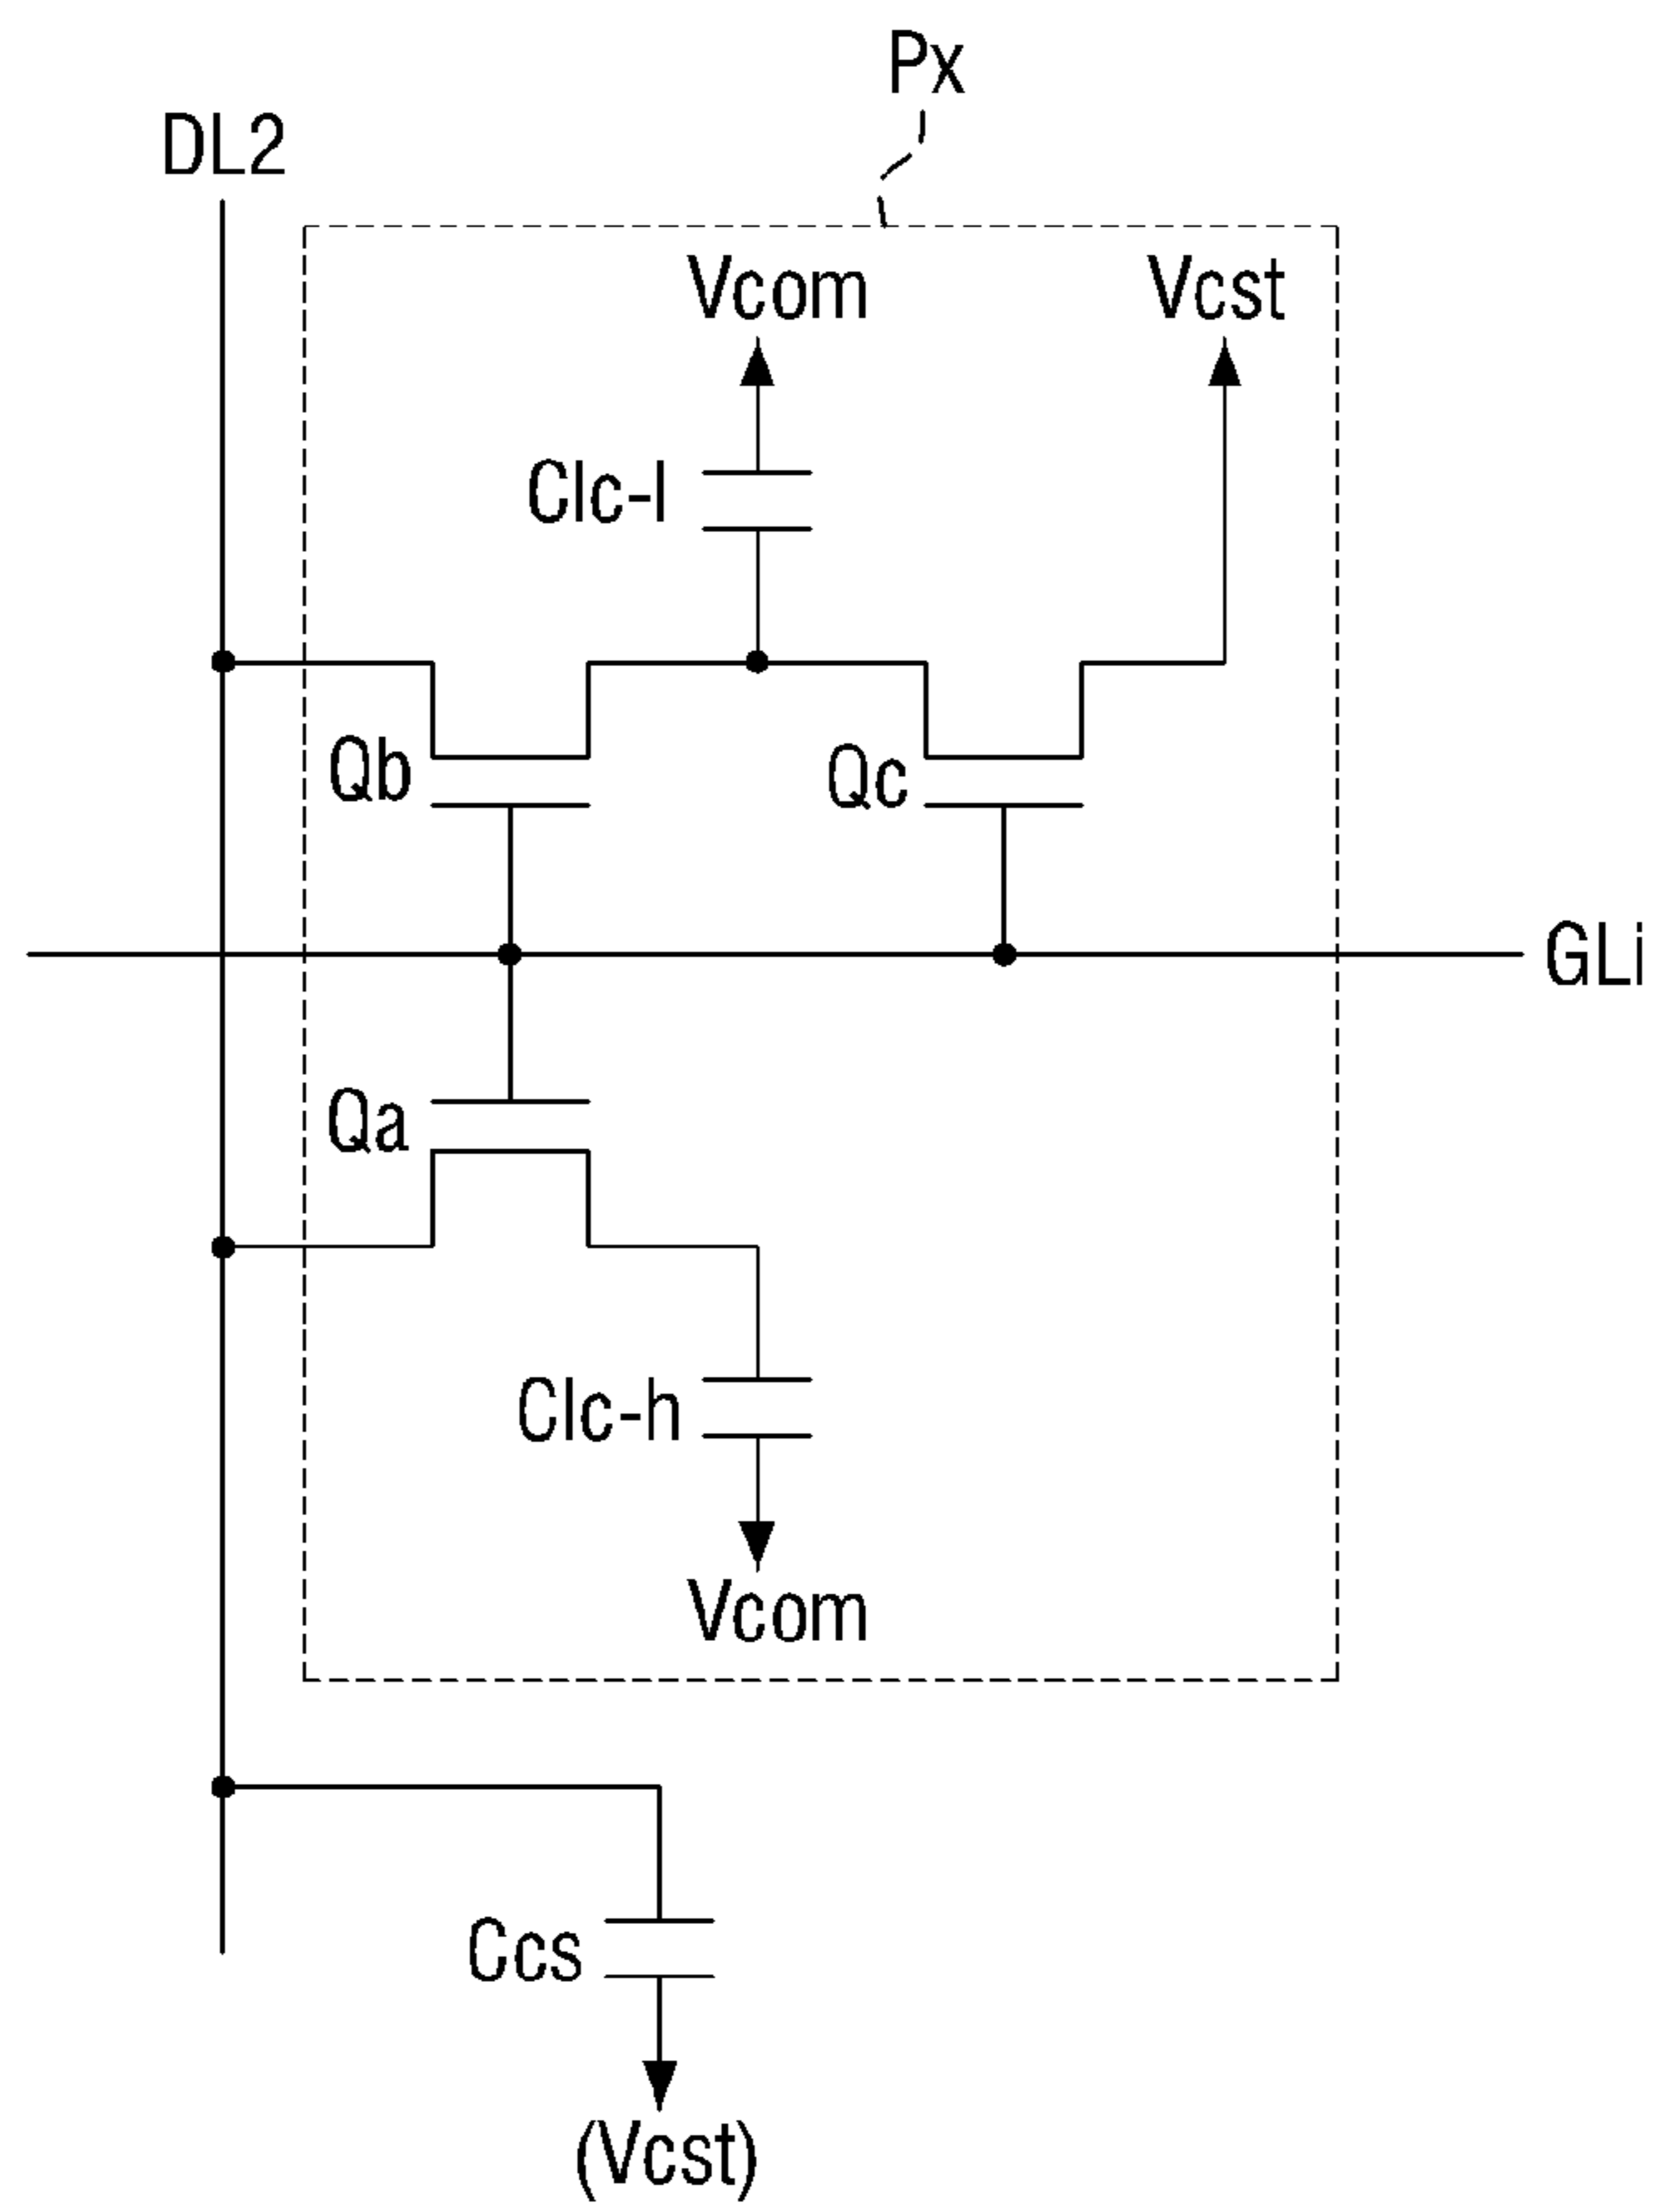 Px
DL2
Vcom
Vcst
Clc-l
Qb
Qc
GLi
Qa
Clc-h
Vcom
Ccs
(Vcst)